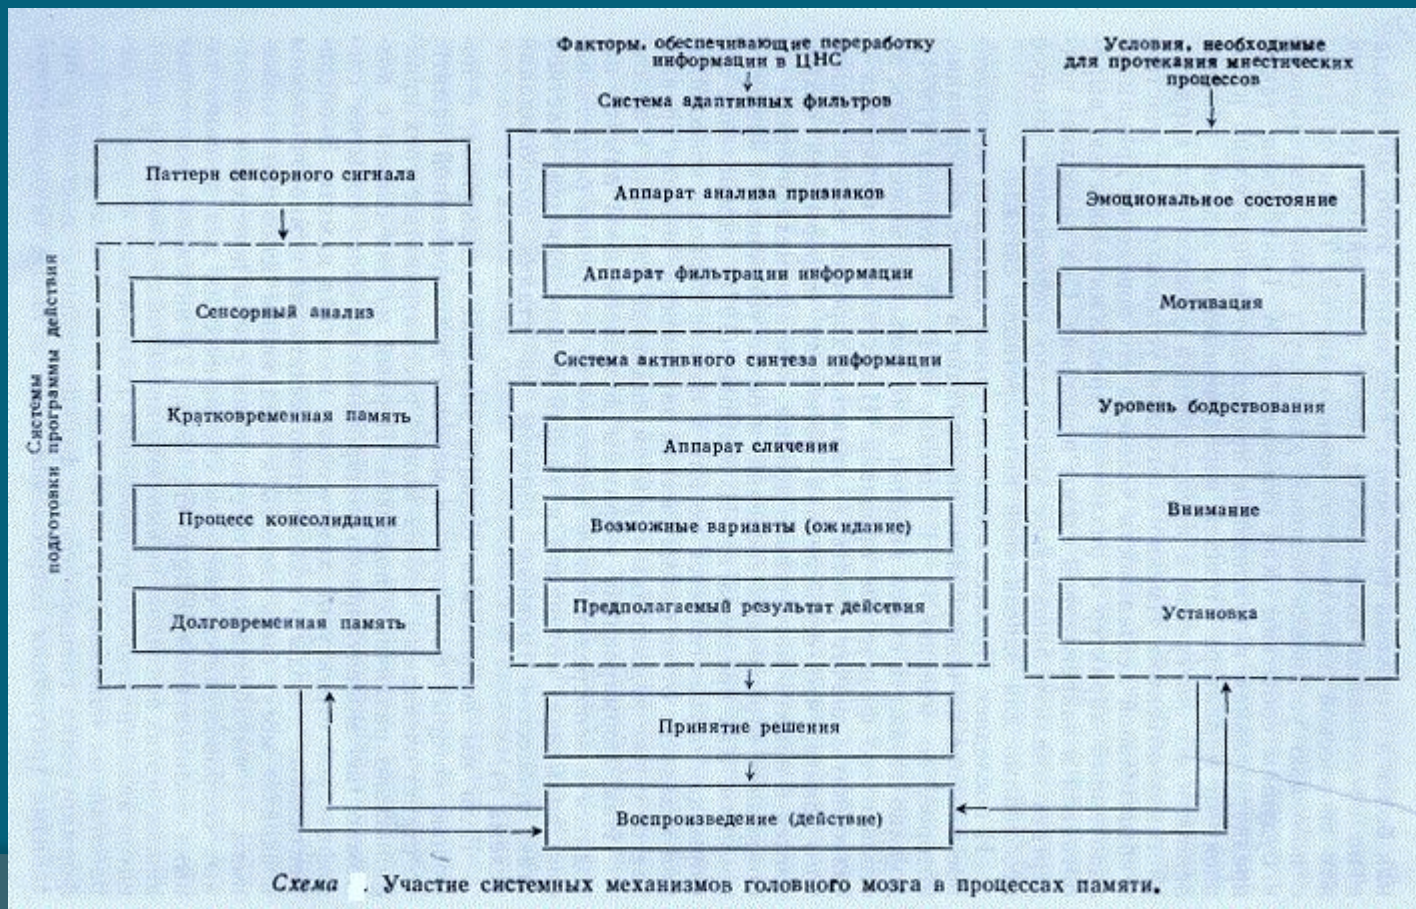 Факторы, обеспечивающие переработку
информации в ЦНС
Система адаптивных фильтров
Условия, необходимые
для протекания мнестических
процессов
Системы
подготовки программы действия
Паттерн сенсорного сигнала
Сенсорный анализ
Кратковременная память
Процесс консолидации
Долговременная память
Аппарат анализа признаков
Аппарат фильтрации информации
Система активного синтеза информации
Аппарат сличения
Возможные варианты (ожидание)
Предполагаемый результат действия
Принятие решения
Воспроизведение (действие)
Эмоциональное состояние
Мотивация
Уровень бодрствования
Внимание
Установка
Схема . Участие системных механизмов головного мозга в процессах памяти.